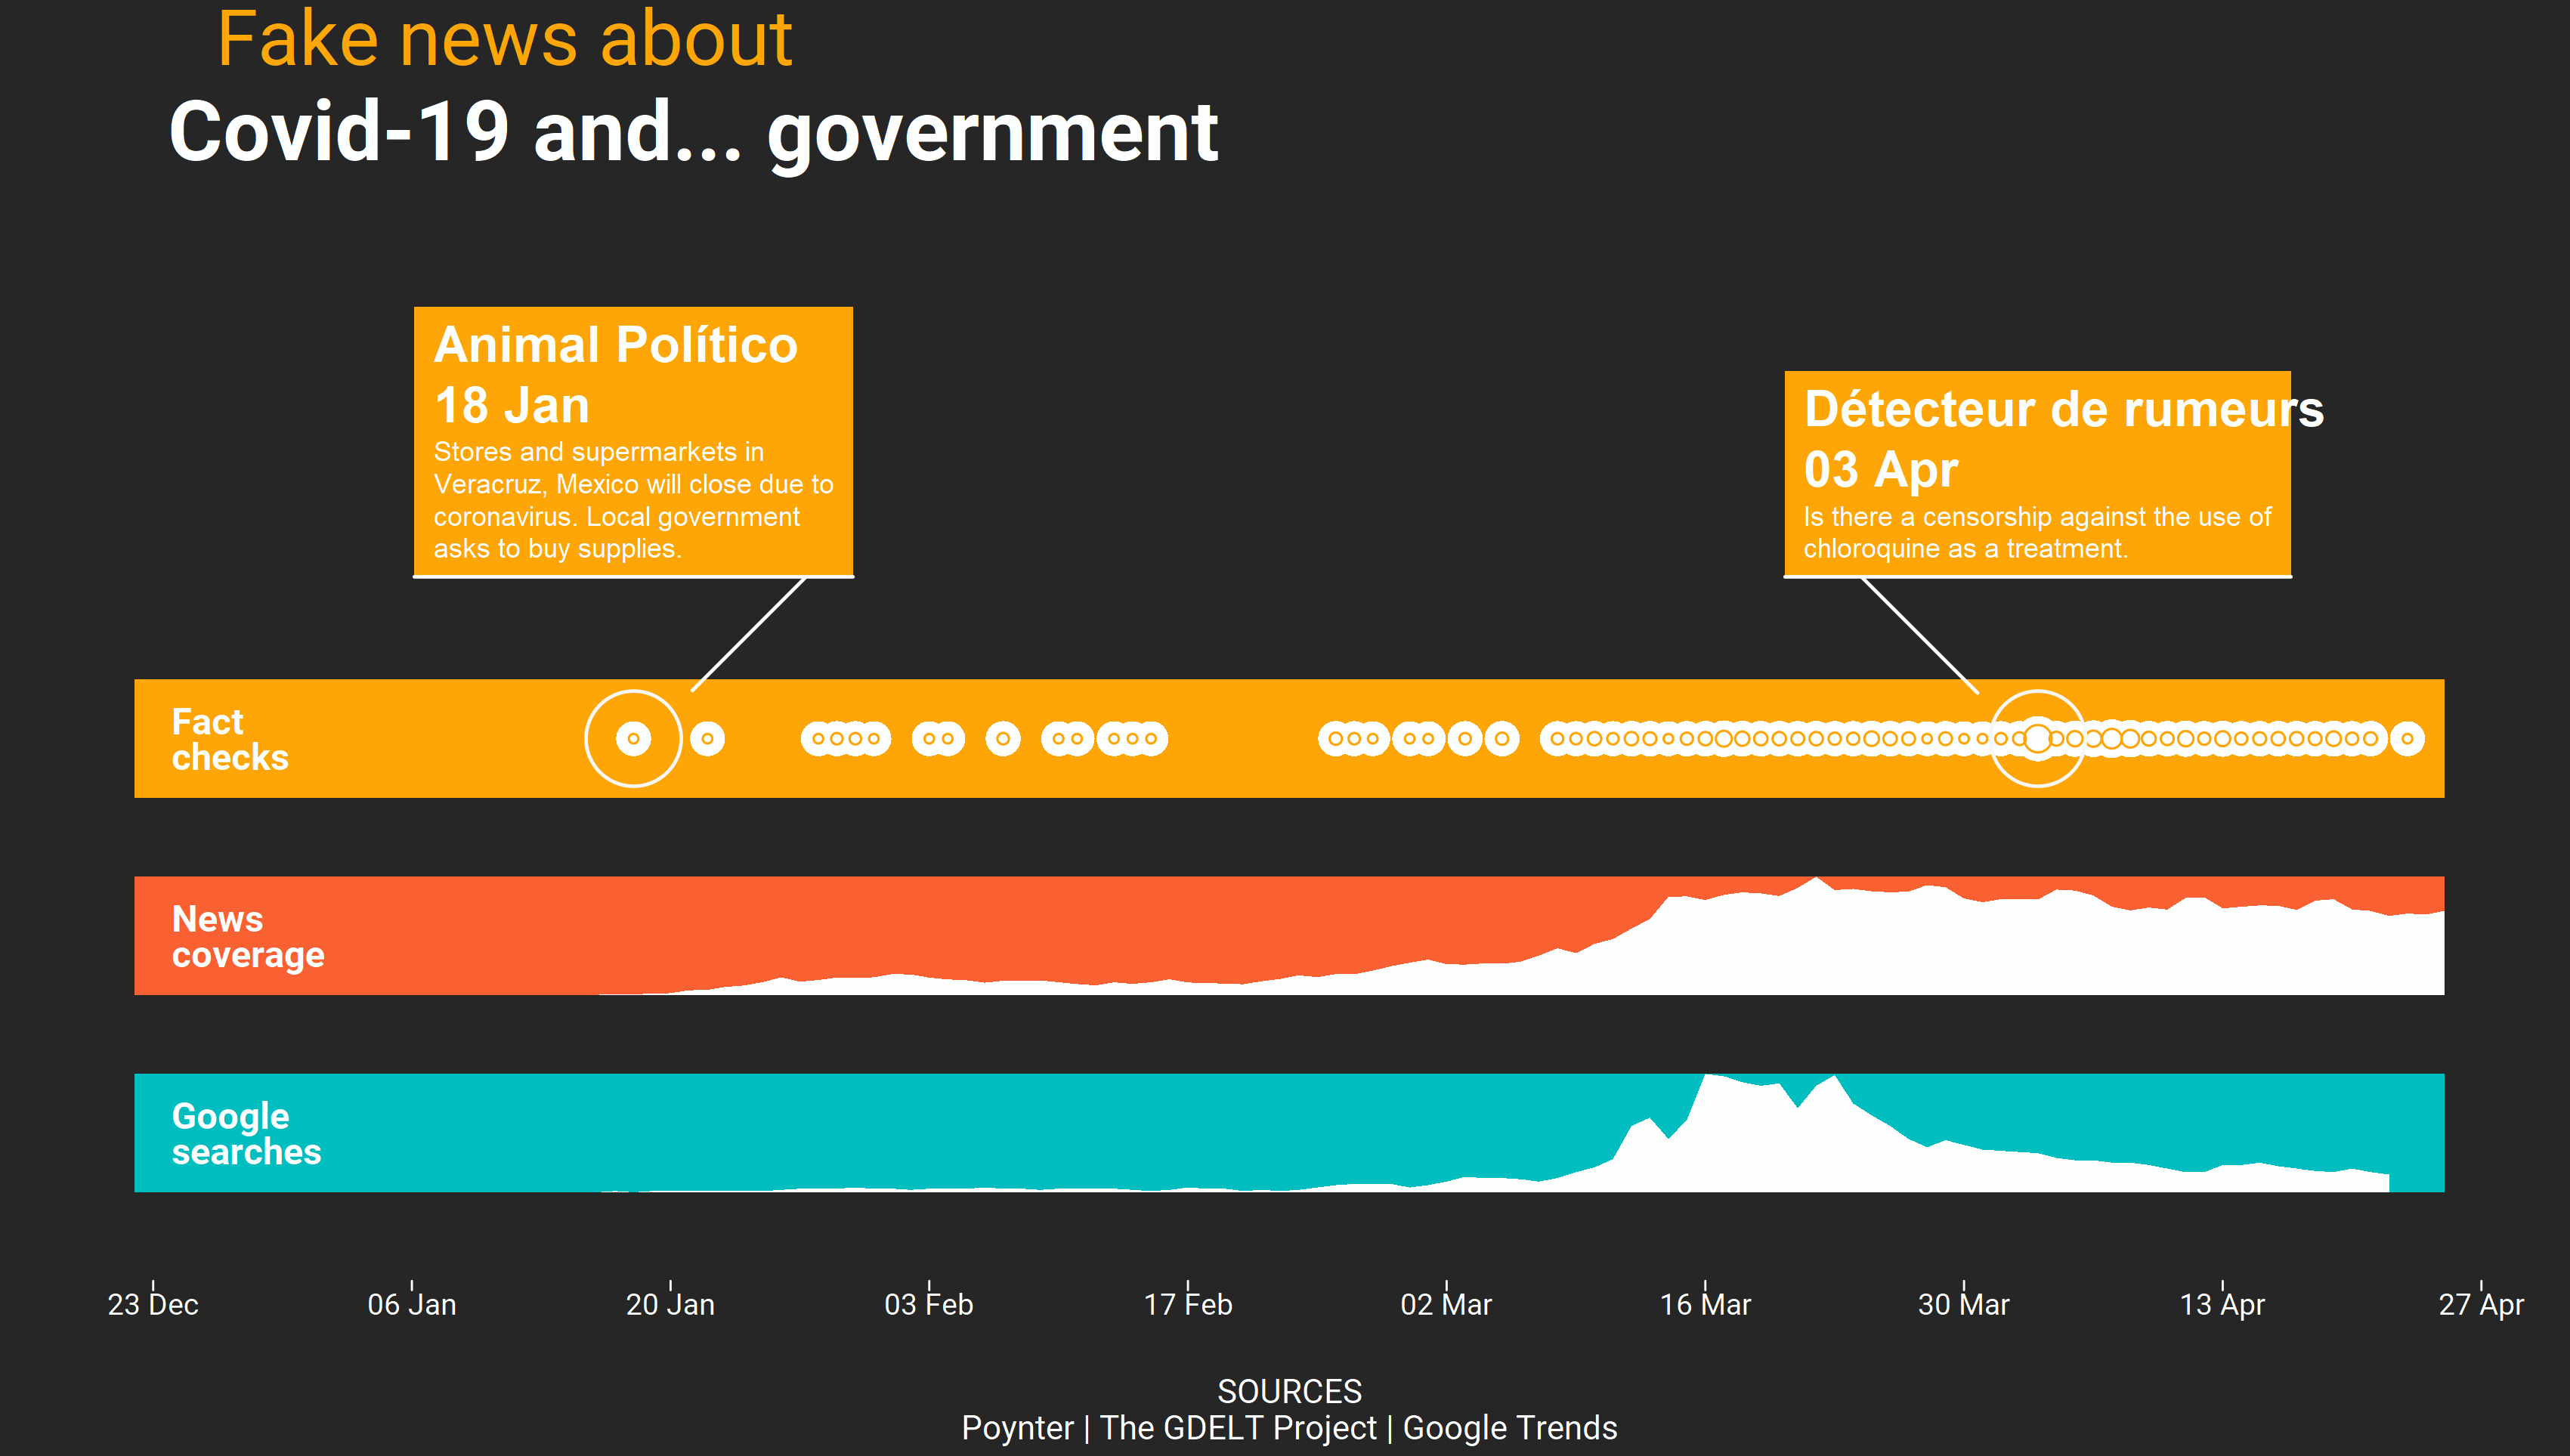 Fake news about
Covid-19 and... government
Animal Político
18 Jan
Stores and supermarkets in
Veracruz, Mexico will close due to
coronavirus. Local government
asks to buy supplies.
Détecteur de rumeurs
03 Apr
Is there a censorship against the use of
chloroquine as a treatment.
Fact
checks
News
coverage
Google
searches
23 Dec
06 Jan
20 Jan
03 Feb
17 Feb
02 Mar
16 Mar
30 Mar
13 Apr
27 Apr
SOURCES
Poynter | The GDELT Project | Google Trends